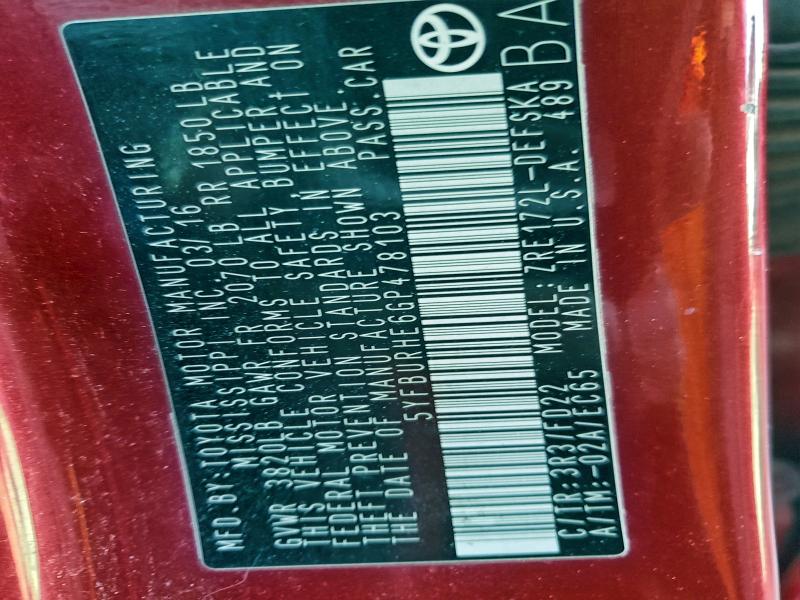 MFD.BY:TOYOTA MOTOR MANUFACTURING
MISSISSIPPI, INC. 03/16
GVWR 3820LB GAWR FR 2070 LB RR 1850 LB
THIS VEHICLE CONFORMS TO ALL APPLICABLE
FEDERAL MOTOR VEHICLE SAFETY BUMPER, AND
THEFT PREVENTION STANDARDS IN EFFECT ON
THE DATE OF MANUFACTURE SHOWN ABOVE.
5YFBURHE6GP478103 PASS.CAR
C/TR:3R3/FD22 MODEL:ZRE172L-DEFSKA
A/TM:-02A/EC65 MADE IN U.S.A. 489
BA